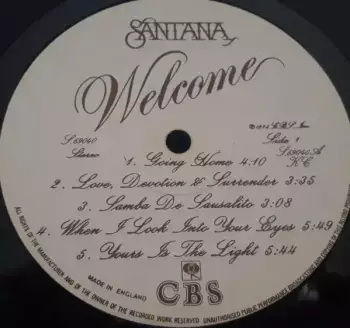 SANTANA
Welcome
S 69040
Stereo
Side 1
S 69040 A
1. Going Home 4:10
2. Love, Devotion & Surrender 3:35
3. Samba De Sausalito 3:08
4. When I Look Into Your Eyes 5:49
5. Yours Is The Light 5:44
MADE IN ENGLAND
CBS
ALL RIGHTS OF THE MANUFACTURER AND OF THE OWNER OF THE RECORDED WORK RESERVED UNAUTHORISED PUBLIC PERFORMANCE BROADCASTING AND